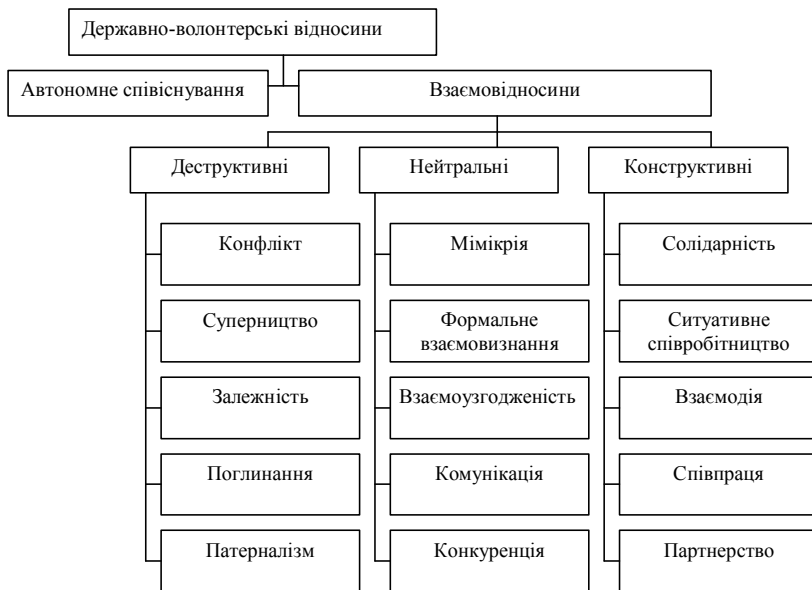 Державно-волонтерські відносини
Автономне співіснування
Взаємовідносини
Деструктивні
Нейтральні
Конструктивні
Конфлікт
Мімікрія
Солідарність
Суперництво
Формальне
взаємовизнання
Ситуативне
співробітництво
Залежність
Взаємоузгодженість
Взаємодія
Поглинання
Комунікація
Співпраця
Патерналізм
Конкуренція
Партнерство